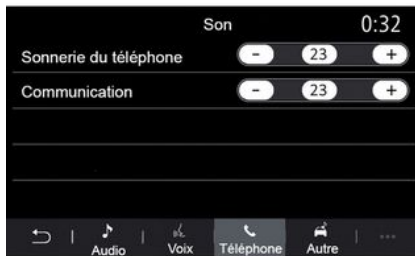 Son 0:32
Sonnerie du téléphone - 23 +
Communication - 23 +
Audio Voix Téléphone Autre ...